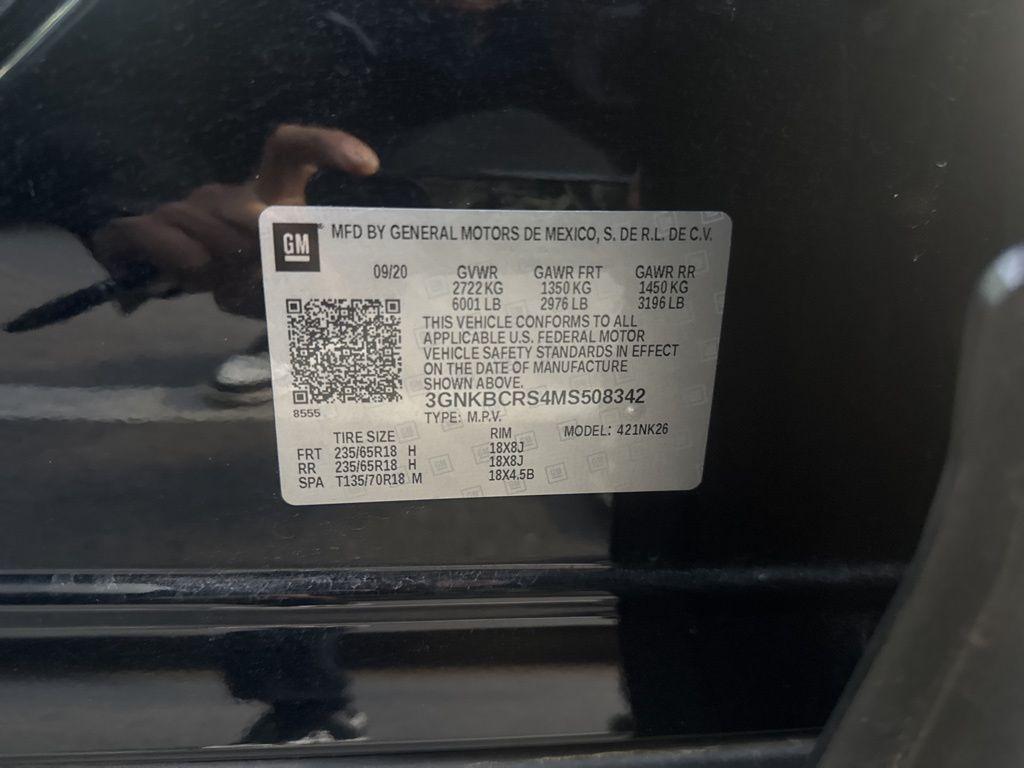 GM® MFD BY GENERAL MOTORS DE MEXICO, S. DE R.L. DE C.V.
09/20 GVWR GAWR FRT GAWR RR
2722 KG 1350 KG 1450 KG
6001 LB 2976 LB 3196 LB
THIS VEHICLE CONFORMS TO ALL
APPLICABLE U.S. FEDERAL MOTOR
VEHICLE SAFETY STANDARDS IN EFFECT
ON THE DATE OF MANUFACTURE
SHOWN ABOVE.
3GNKBCRS4MS508342
8555
TYPE: M.P.V.
MODEL: 421NK26
TIRE SIZE RIM
FRT 235/65R18 H 18X8J
RR 235/65R18 H 18X8J
SPA T135/70R18 M 18X4.5B